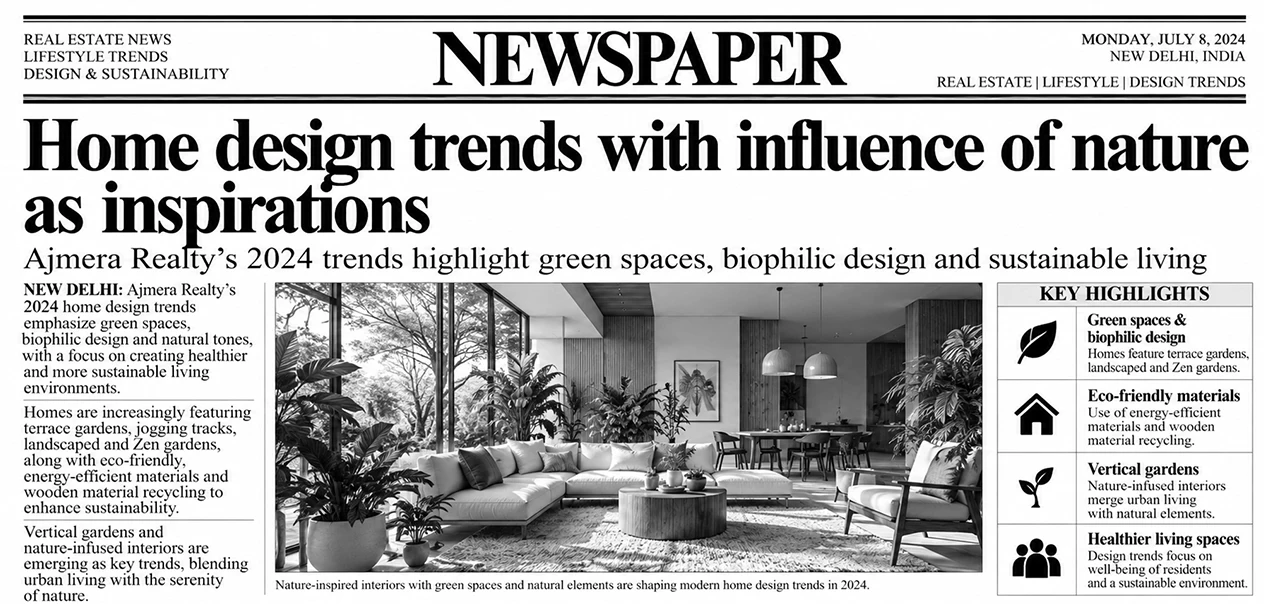 REAL ESTATE NEWS
LIFESTYLE TRENDS
DESIGN & SUSTAINABILITY
NEWSPAPER
MONDAY, JULY 8, 2024
NEW DELHI, INDIA
REAL ESTATE | LIFESTYLE | DESIGN TRENDS
Home design trends with influence of nature
as inspirations
Ajmera Realty's 2024 trends highlight green spaces, biophilic design and sustainable living
NEW DELHI: Ajmera Realty's
2024 home design trends
emphasize green spaces,
biophilic design and natural tones,
with a focus on creating healthier
and more sustainable living
environments.
Homes are increasingly featuring
terrace gardens, jogging tracks,
landscaped and Zen gardens,
along with eco-friendly,
energy-efficient materials and
wooden material recycling to
enhance sustainability.
Vertical gardens and
nature-infused interiors are
emerging as key trends, blending
urban living with the serenity
of nature.
Nature-inspired interiors with green spaces and natural elements are shaping modern home design trends in 2024.
KEY HIGHLIGHTS
Green spaces &
biophilic design
Homes feature terrace gardens,
landscaped and Zen gardens.
Eco-friendly materials
Use of energy-efficient
materials and wooden
material recycling.
Vertical gardens
Nature-infused interiors
merge urban living
with natural elements.
Healthier living spaces
Design trends focus on
well-being of residents
and a sustainable environment.